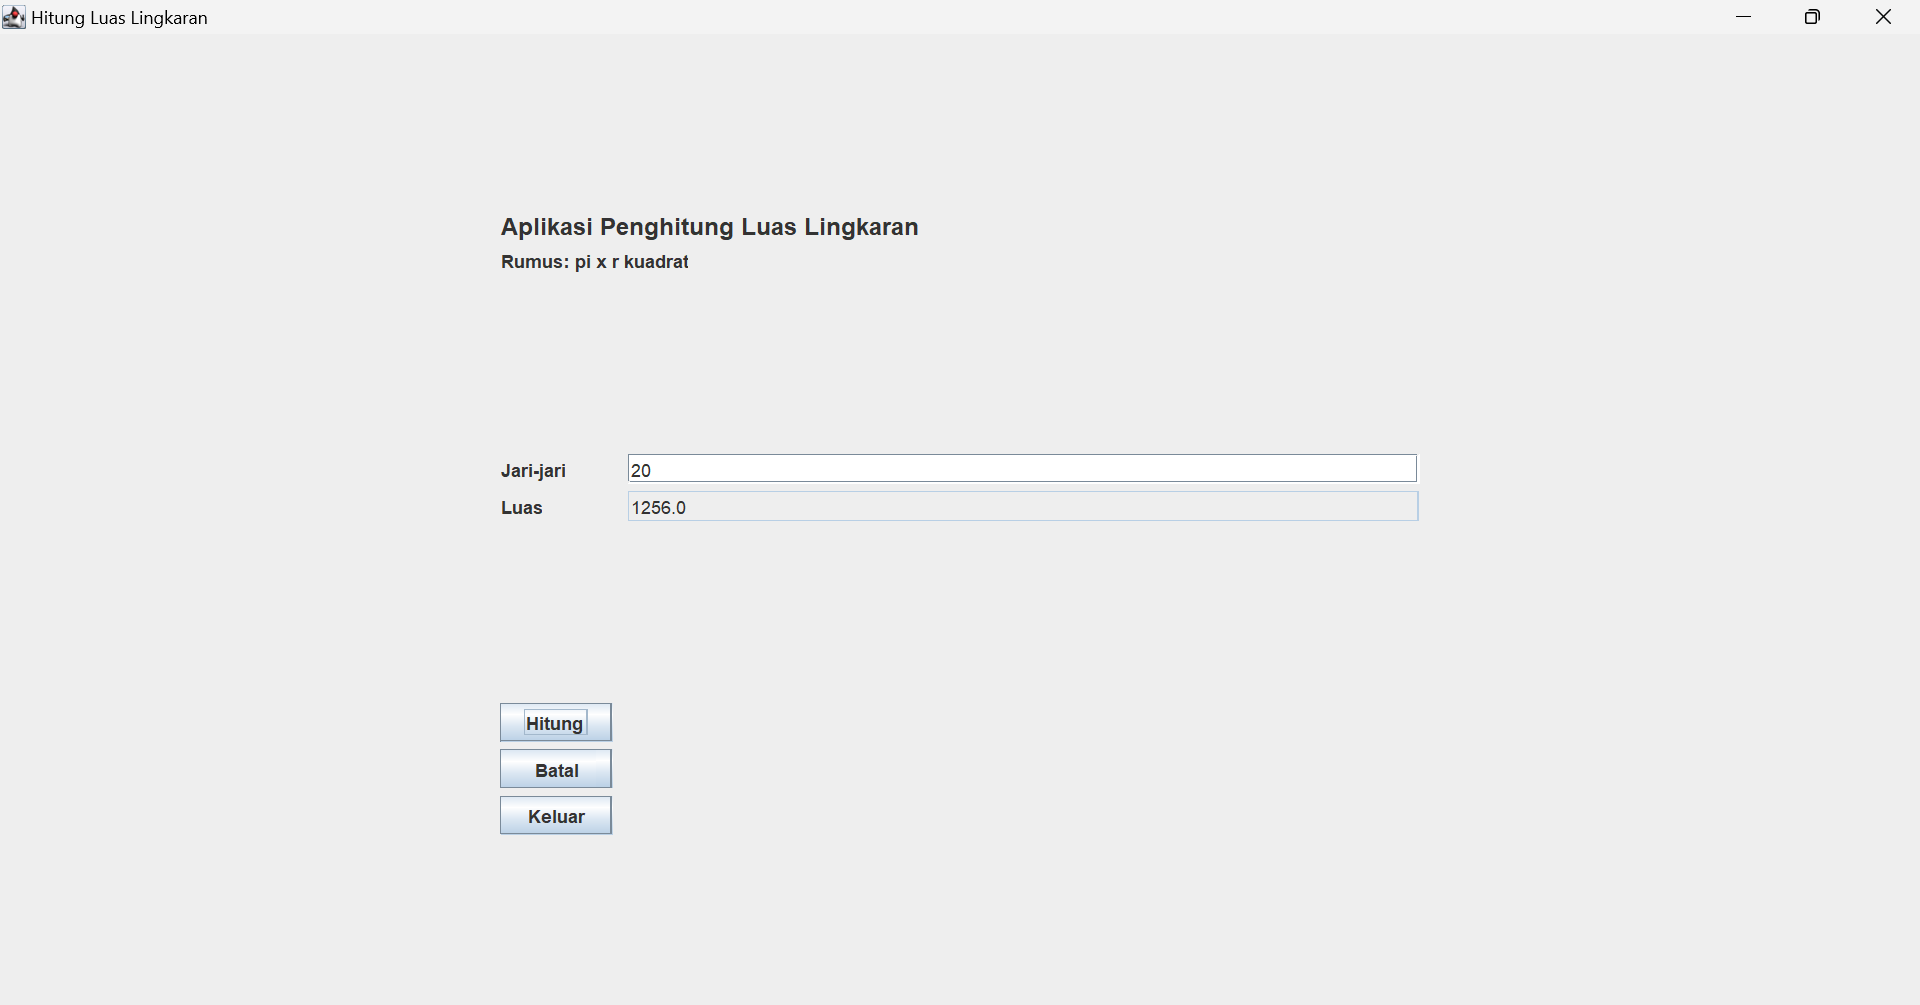 Hitung Luas Lingkaran
Aplikasi Penghitung Luas Lingkaran
Rumus: pi x r kuadrat
Jari-jari 20
Luas 1256.0
Hitung
Batal
Keluar